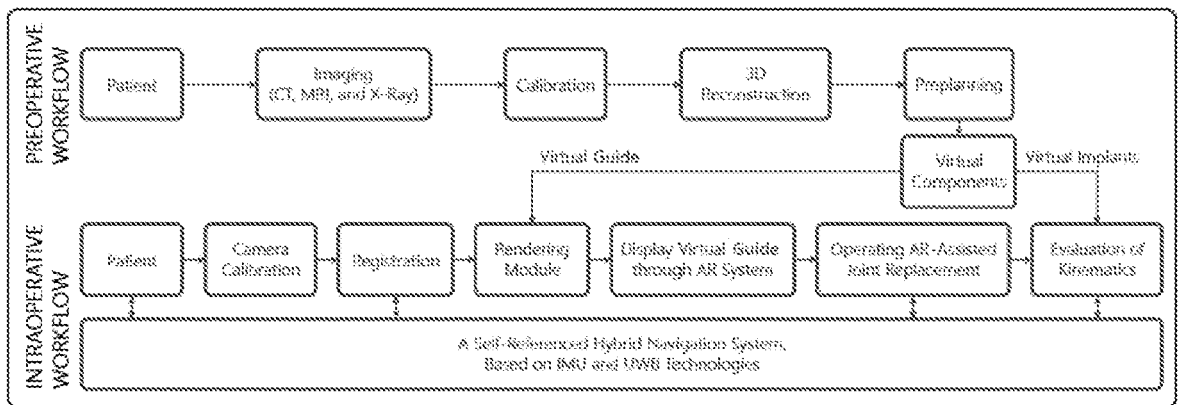 PREOPERATIVE
WORKFLOW
Patient
Imaging
(CT, MRI, and X-Ray)
Calibration
3D
Reconstruction
Preplanning
Virtual Guide
Virtual
Components
Virtual Implants
INTRAOPERATIVE
WORKFLOW
Patient
Camera
Calibration
Registration
Rendering
Module
Display Virtual Guide
through AR System
Operating AR-Assisted
Joint Replacement
Evaluation of
Kinematics
A Self-Referenced Hybrid Navigation System,
Based on IMU and UWB Technologies